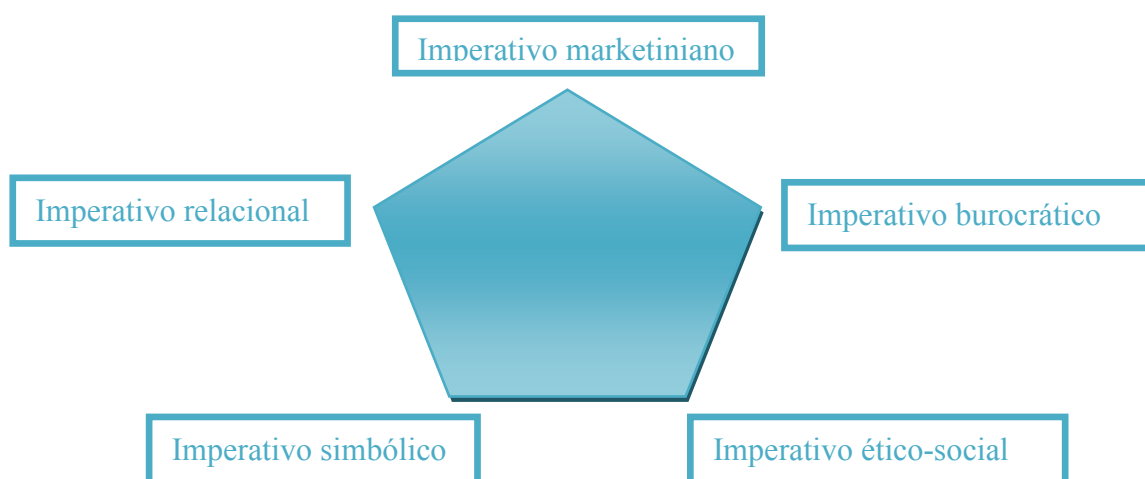 Imperativo marketiniano
Imperativo relacional
Imperativo burocrático
Imperativo simbólico
Imperativo ético-social